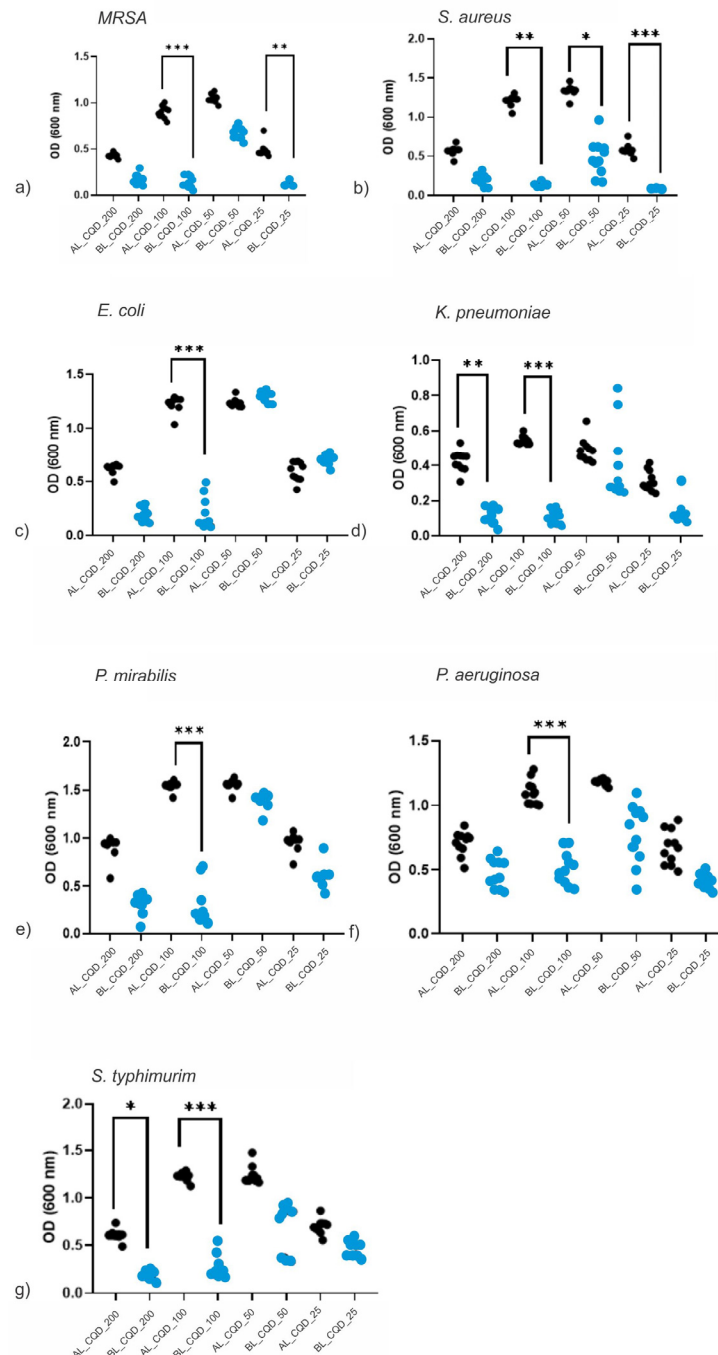 MRSA
***
**
OD (600 nm)
1.5
1.0
0.5
0.0
a)
AL_CQD_200
BL_CQD_200
AL_CQD_100
BL_CQD_100
AL_CQD_50
BL_CQD_50
AL_CQD_25
BL_CQD_25
S. aureus
**
*
***
OD (600 nm)
2.0
1.5
1.0
0.5
0.0
b)
AL_CQD_200
BL_CQD_200
AL_CQD_100
BL_CQD_100
AL_CQD_50
BL_CQD_50
AL_CQD_25
BL_CQD_25
E. coli
***
OD (600 nm)
1.5
1.0
0.5
0.0
c)
AL_CQD_200
BL_CQD_200
AL_CQD_100
BL_CQD_100
AL_CQD_50
BL_CQD_50
AL_CQD_25
BL_CQD_25
K. pneumoniae
**
***
OD (600 nm)
1.0
0.8
0.6
0.4
0.2
0.0
d)
AL_CQD_200
BL_CQD_200
AL_CQD_100
BL_CQD_100
AL_CQD_50
BL_CQD_50
AL_CQD_25
BL_CQD_25
P. mirabilis
***
OD (600 nm)
2.0
1.5
1.0
0.5
0.0
e)
AL_CQD_200
BL_CQD_200
AL_CQD_100
BL_CQD_100
AL_CQD_50
BL_CQD_50
AL_CQD_25
BL_CQD_25
P. aeruginosa
***
OD (600 nm)
1.5
1.0
0.5
0.0
f)
AL_CQD_200
BL_CQD_200
AL_CQD_100
BL_CQD_100
AL_CQD_50
BL_CQD_50
AL_CQD_25
BL_CQD_25
S. typhimurim
*
***
OD (600 nm)
2.0
1.5
1.0
0.5
0.0
g)
AL_CQD_200
BL_CQD_200
AL_CQD_100
BL_CQD_100
AL_CQD_50
BL_CQD_50
AL_CQD_25
BL_CQD_25